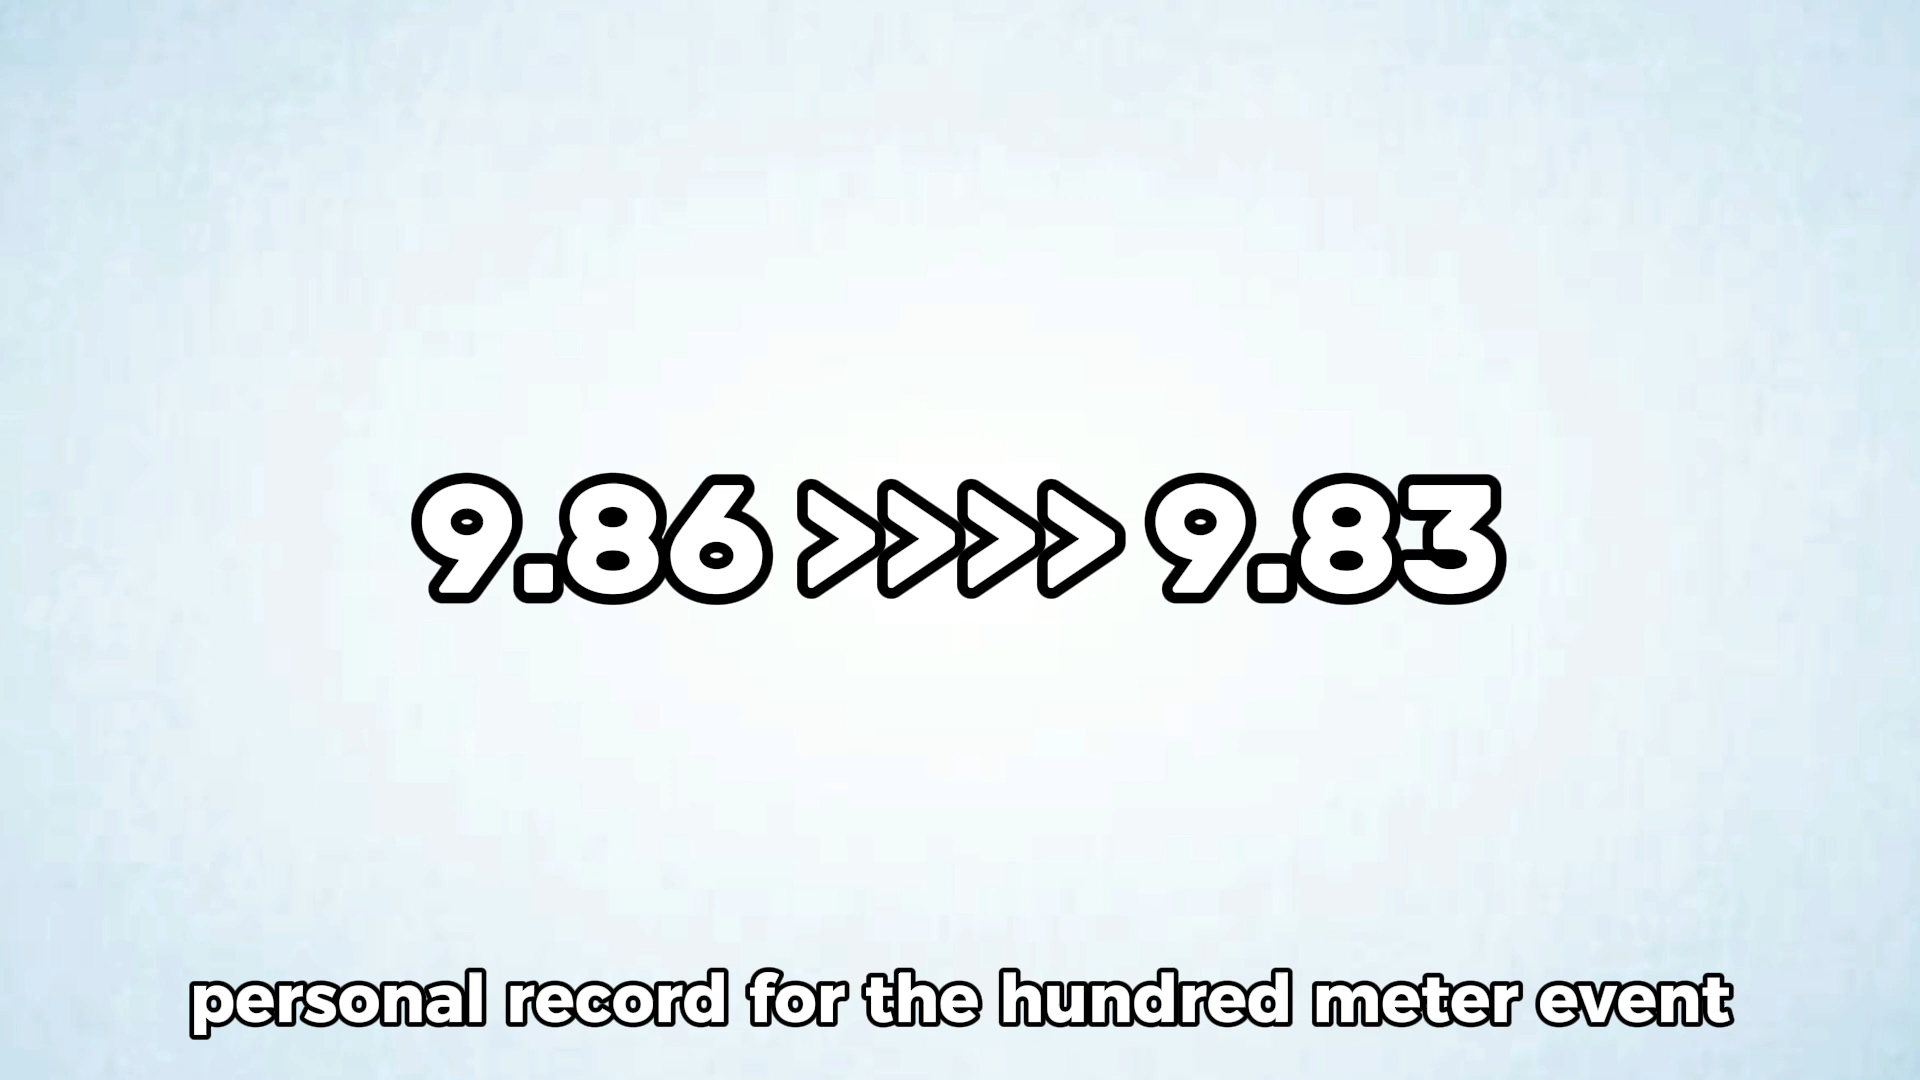 9.86 >>>> 9.83
personal record for the hundred meter event